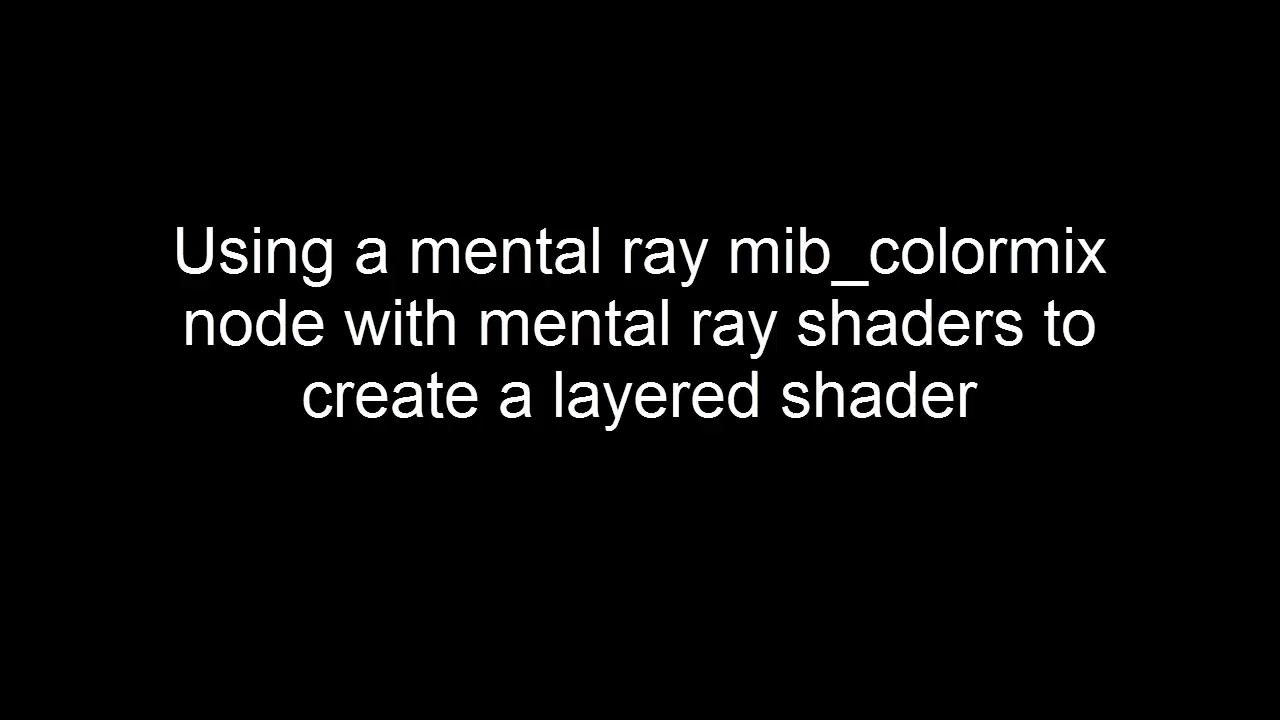 Using a mental ray mib_colormix
node with mental ray shaders to
create a layered shader